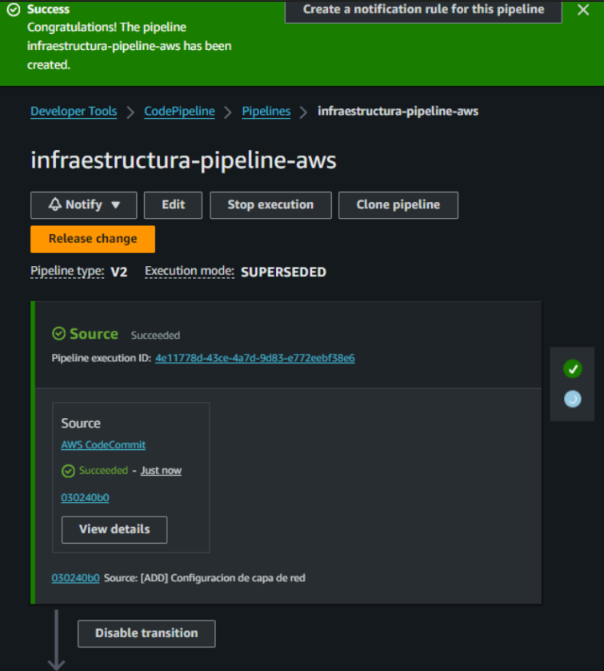 Success
Create a notification rule for this pipeline
Congratulations! The pipeline
infraestructura-pipeline-aws has been
created.
Developer Tools > CodePipeline > Pipelines > infraestructura-pipeline-aws
infraestructura-pipeline-aws
Notify
Edit
Stop execution
Clone pipeline
Release change
Pipeline type: V2 Execution mode: SUPERSEDED
Source Succeeded
Pipeline execution ID: 4e11778d-43ce-4a7d-9d83-e772eebf38e6
Source
AWS CodeCommit
Succeeded - Just now
030240b0
View details
030240b0 Source: [ADD] Configuracion de capa de red
Disable transition